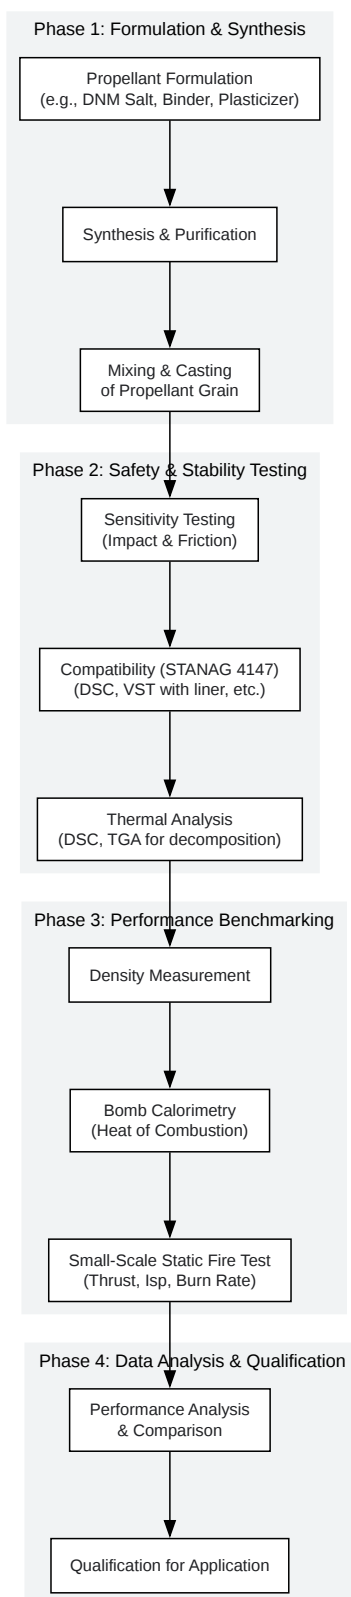 Phase 1: Formulation & Synthesis
Propellant Formulation
(e.g., DNM Salt, Binder, Plasticizer)
Synthesis & Purification
Mixing & Casting
of Propellant Grain
Phase 2: Safety & Stability Testing
Sensitivity Testing
(Impact & Friction)
Compatibility (STANAG 4147)
(DSC, VST with liner, etc.)
Thermal Analysis
(DSC, TGA for decomposition)
Phase 3: Performance Benchmarking
Density Measurement
Bomb Calorimetry
(Heat of Combustion)
Small-Scale Static Fire Test
(Thrust, Isp, Burn Rate)
Phase 4: Data Analysis & Qualification
Performance Analysis
& Comparison
Qualification for Application